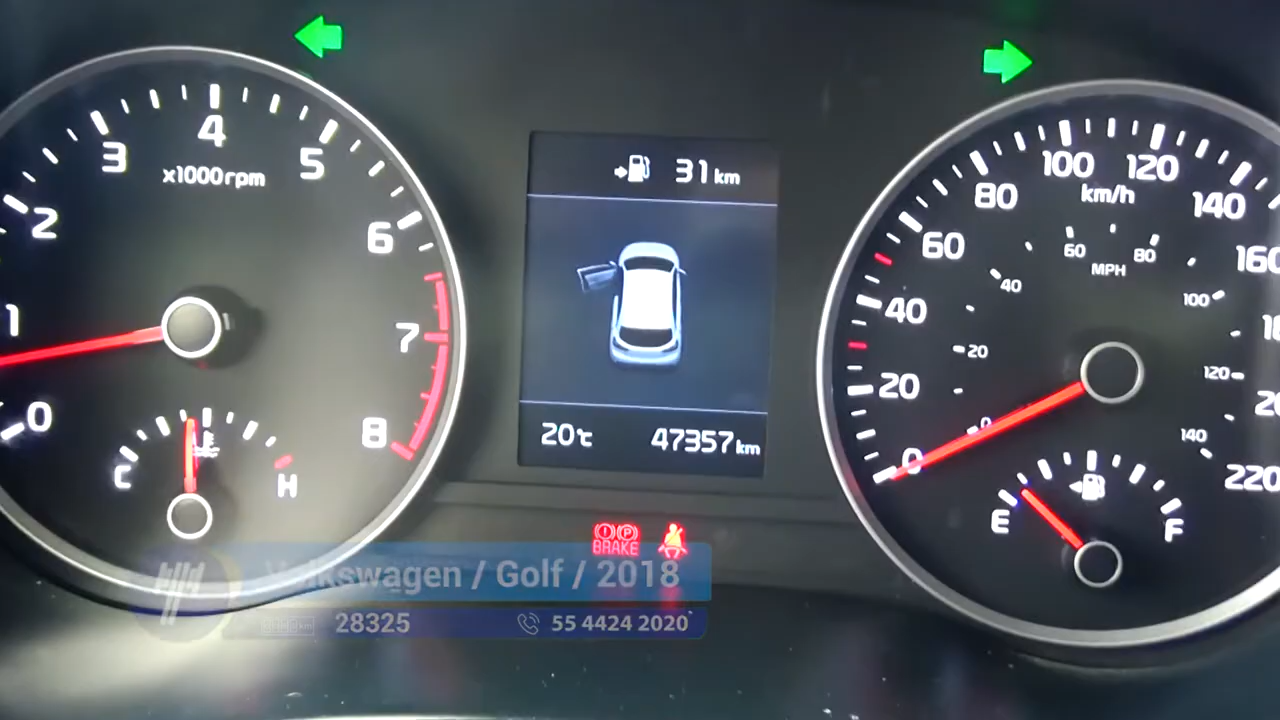 x1000rpm
0
1
2
3
4
5
6
7
8
C
H
31 km
20°C
47357 km
BRAKE
P
km/h
0
20
40
60
80
100
120
140
220
MPH
0
20
40
60
80
100
120
140
E
F
Volkswagen / Golf / 2018
28325
55 4424 2020